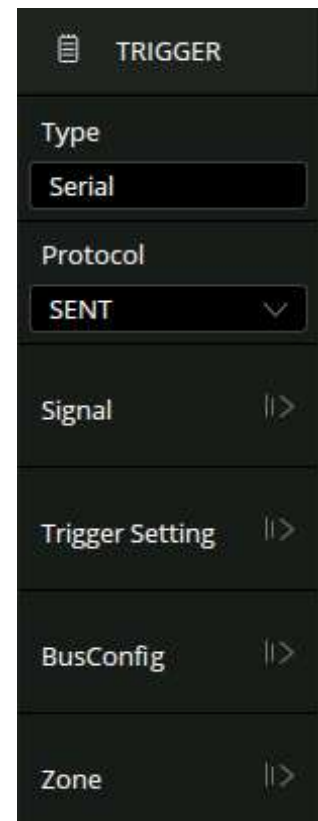 TRIGGER
Type
Serial
Protocol
SENT
Signal
Trigger Setting
BusConfig
Zone